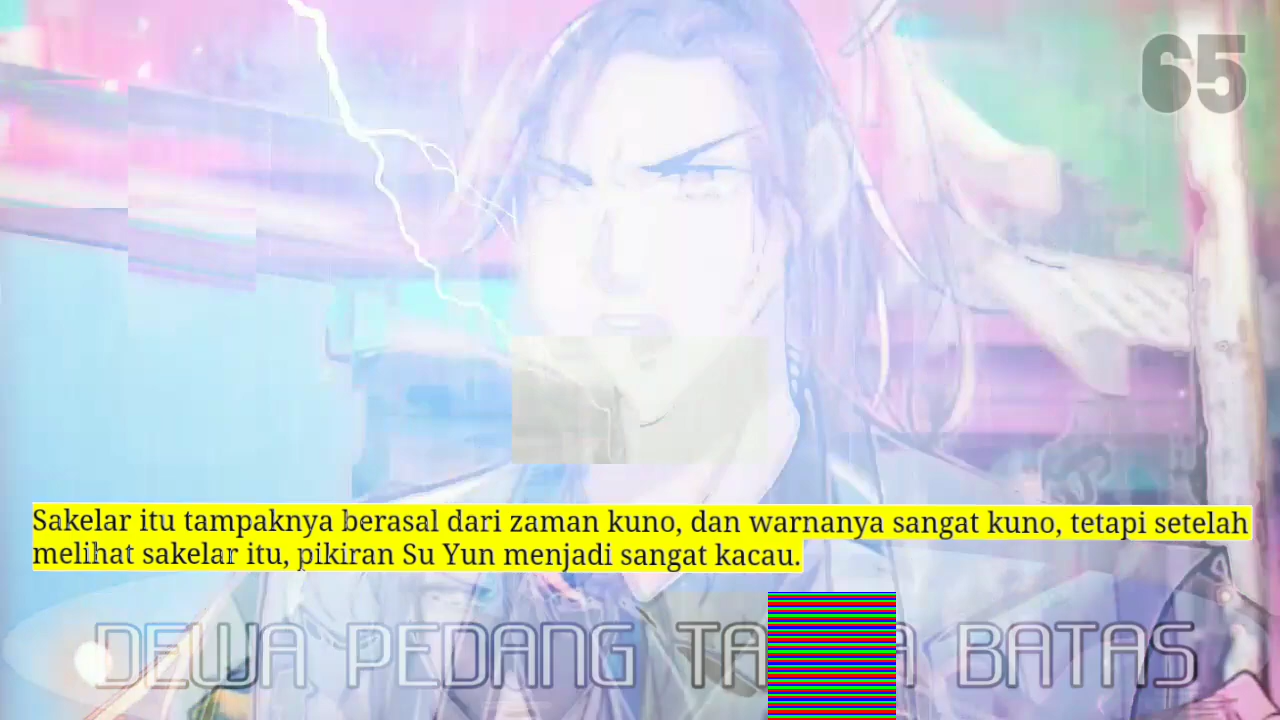 65
Sakelar itu tampaknya berasal dari zaman kuno, dan warnanya sangat kuno, tetapi setelah
melihat sakelar itu, pikiran Su Yun menjadi sangat kacau.
DEWA PEDANG BATAS